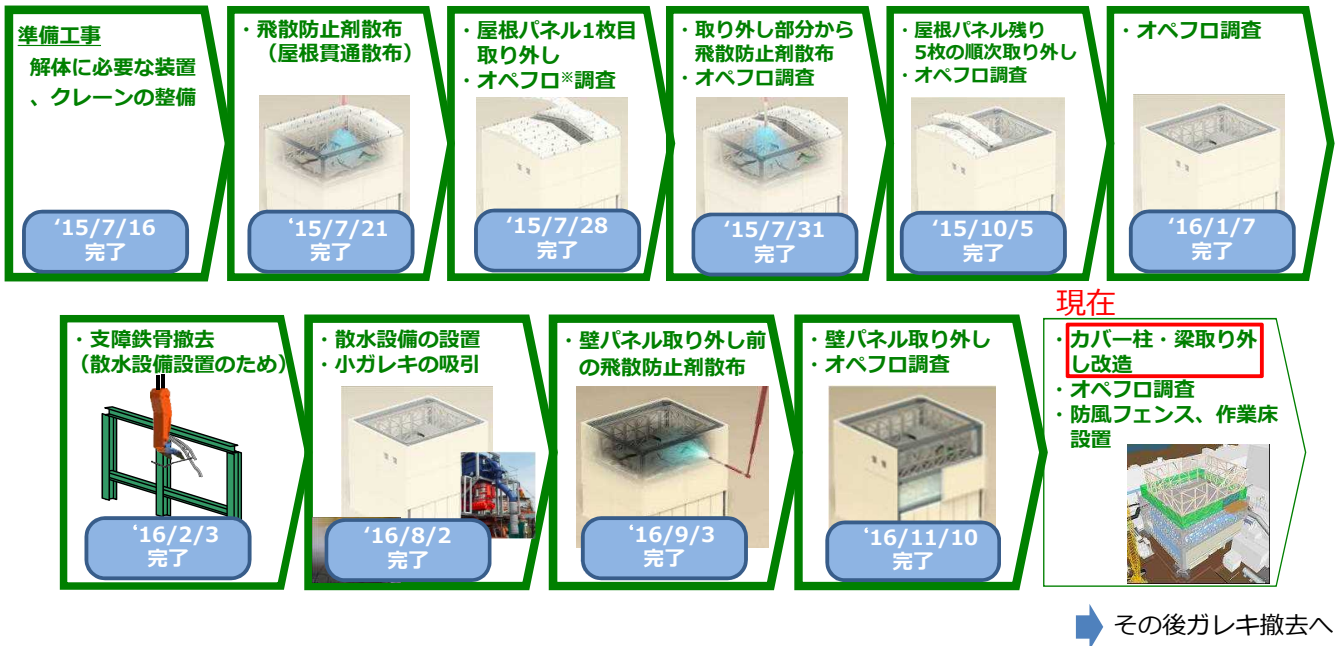 準備工事
解体に必要な装置
、クレーンの整備
‘15/7/16
完了
・飛散防止剤散布
（屋根貫通散布）
‘15/7/21
完了
・屋根パネル1枚目
取り外し
・オペフロ※調査
‘15/7/28
完了
・取り外し部分から
飛散防止剤散布
・オペフロ調査
‘15/7/31
完了
・屋根パネル残り
5枚の順次取り外し
・オペフロ調査
‘15/10/5
完了
・オペフロ調査
‘16/1/7
完了
・支障鉄骨撤去
（散水設備設置のため）
‘16/2/3
完了
・散水設備の設置
・小ガレキの吸引
‘16/8/2
完了
・壁パネル取り外し前
の飛散防止剤散布
‘16/9/3
完了
・壁パネル取り外し
・オペフロ調査
‘16/11/10
完了
現在
・カバー柱・梁取り外
し改造
・オペフロ調査
・防風フェンス、作業床
設置
その後ガレキ撤去へ